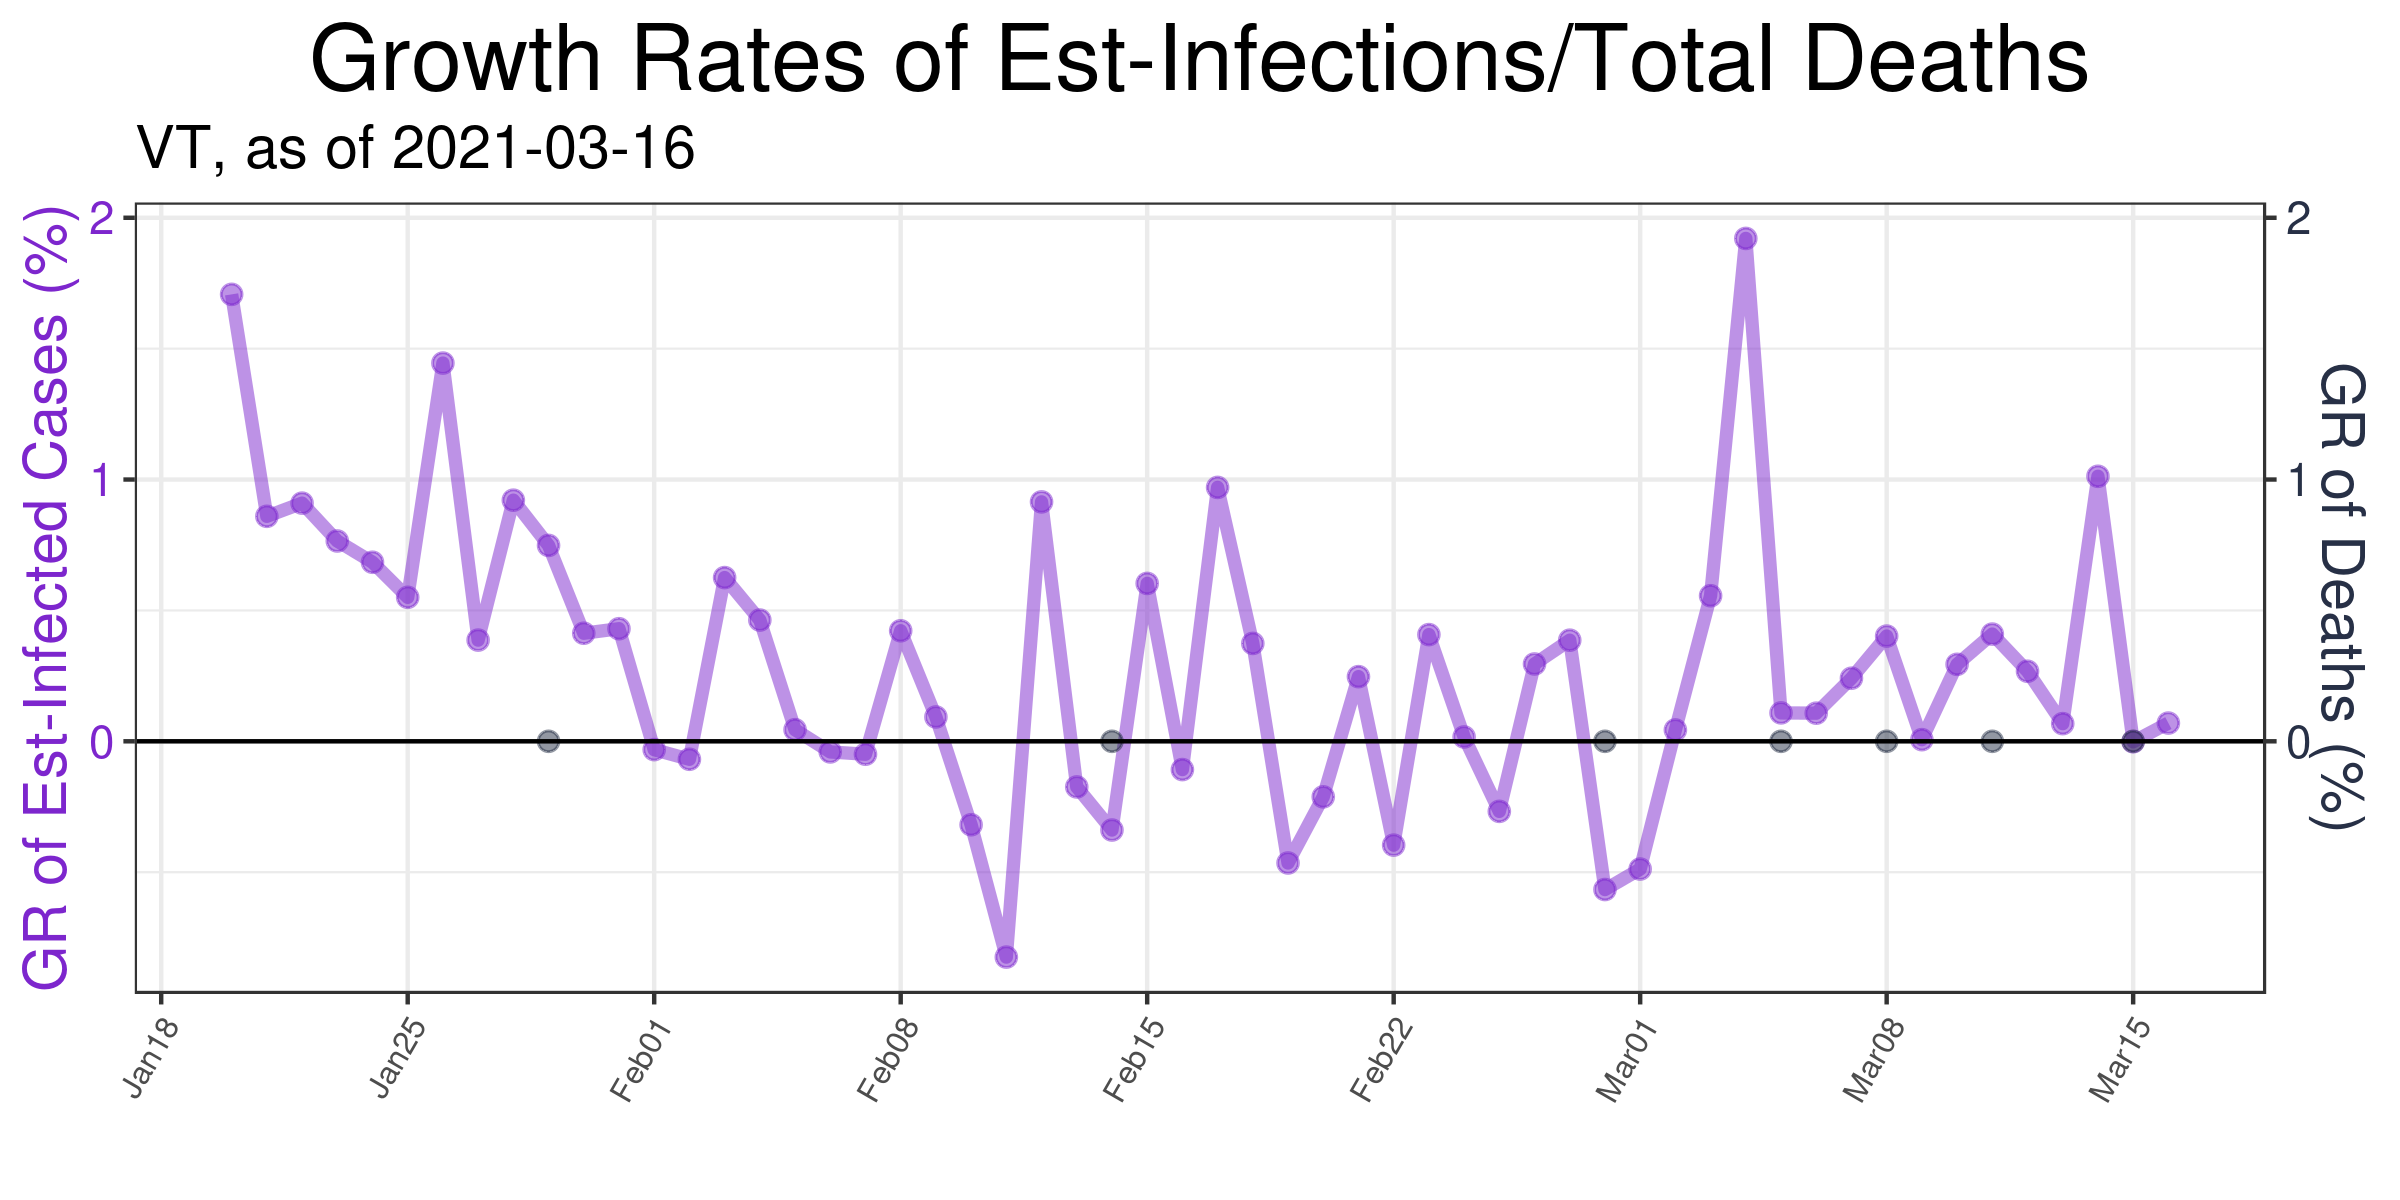 Growth Rates of Est-Infections/Total Deaths
VT, as of 2021-03-16
GR of Est-Infected Cases (%)
2
1
0
2
1
0
GR of Deaths (%)
Jan18
Jan25
Feb01
Feb08
Feb15
Feb22
Mar01
Mar08
Mar15